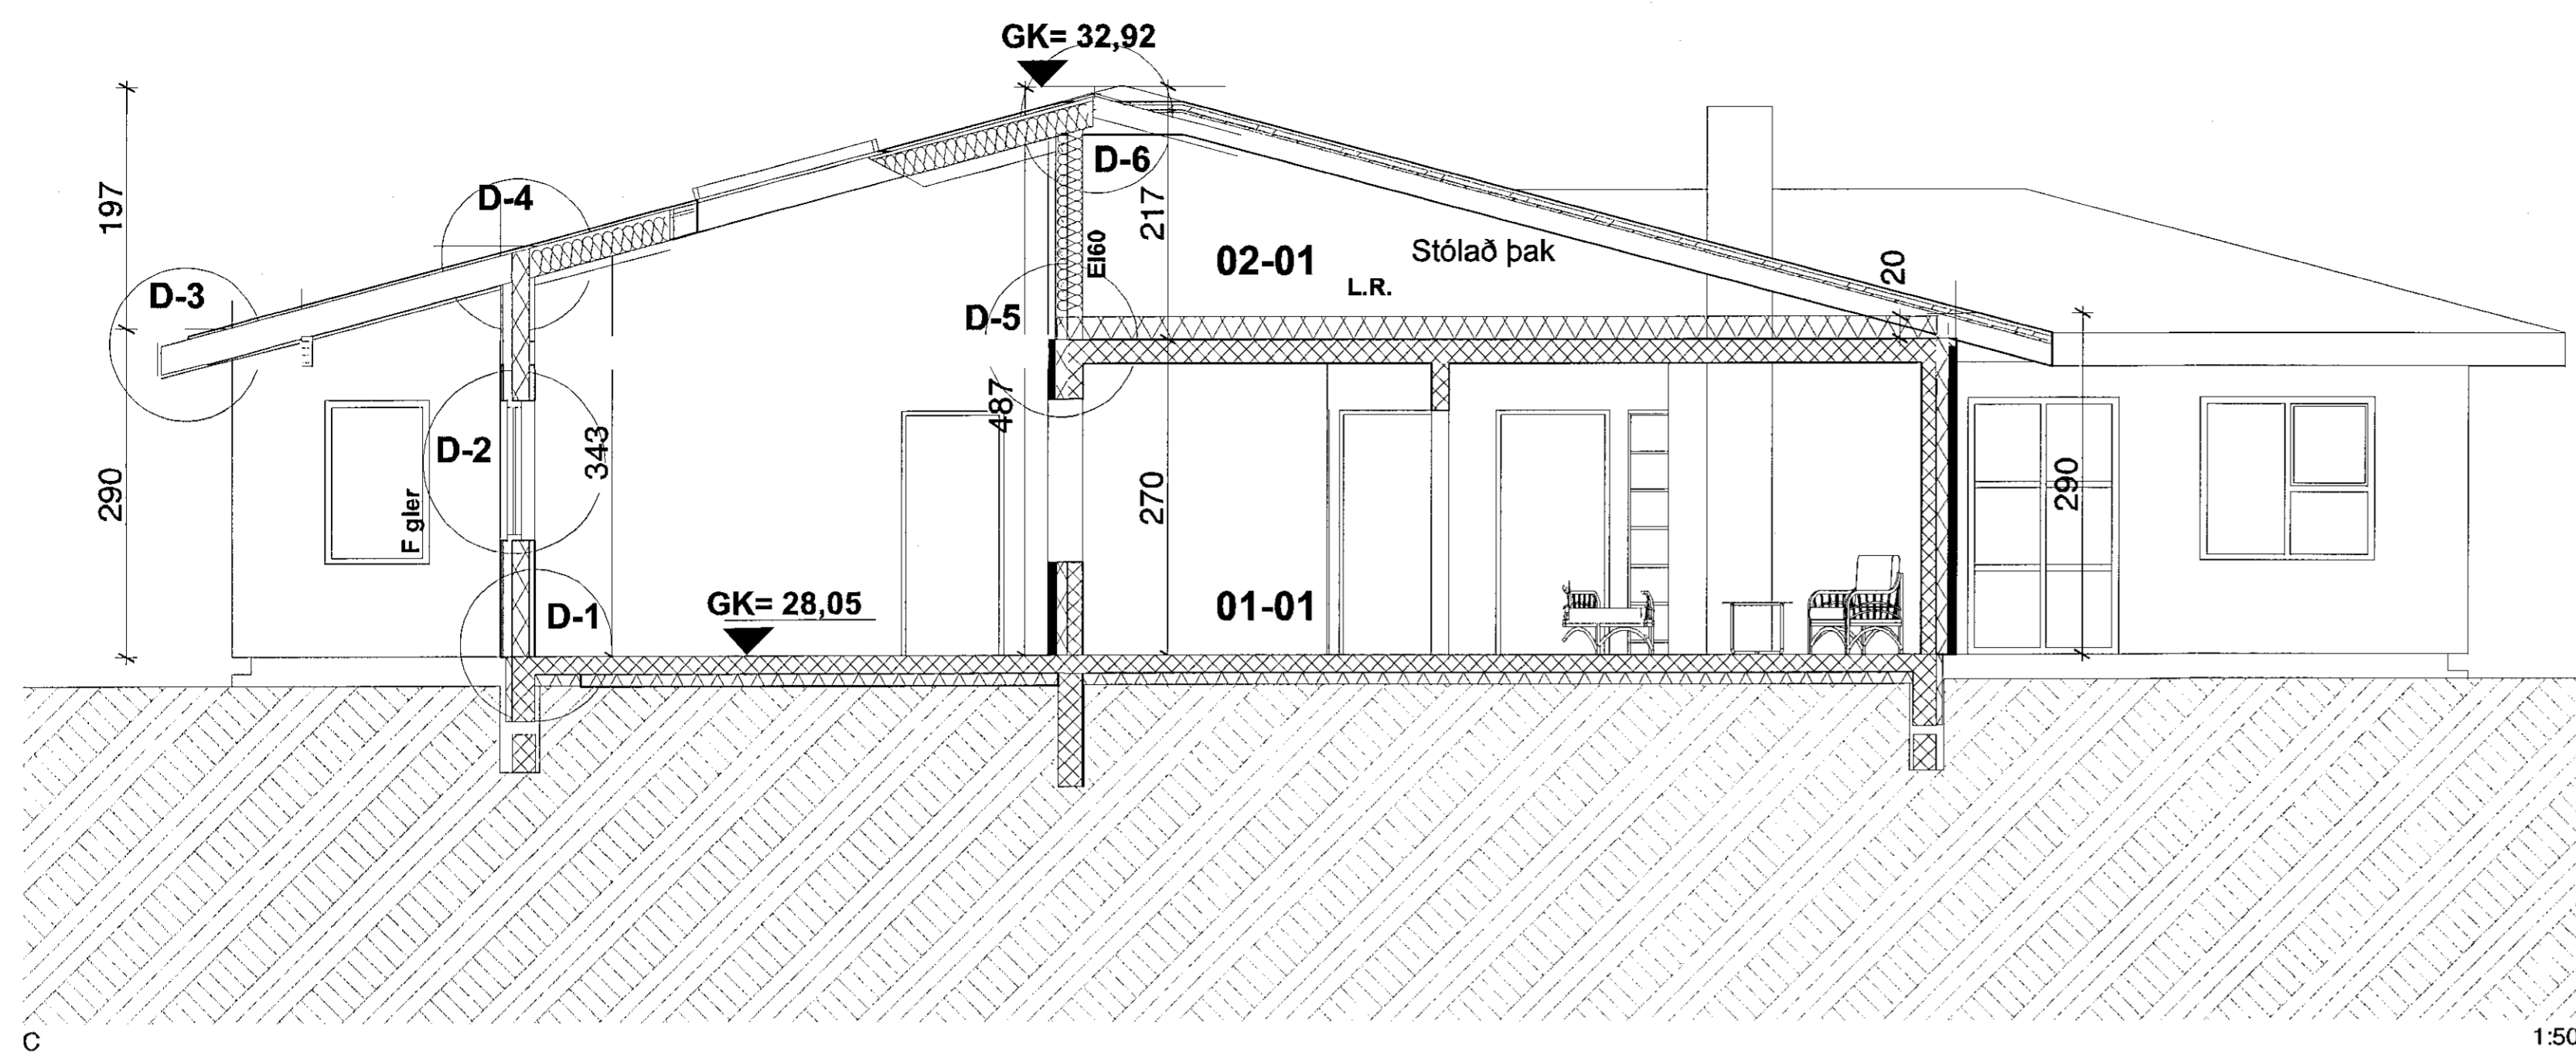 GK= 32,92
D-6
D-4
197
217
EI60
02-01
Stólað þak
20
L.R.
D-3
D-5
487
343
D-2
290
F gler
270
290
GK= 28,05
D-1
01-01
C
1:50